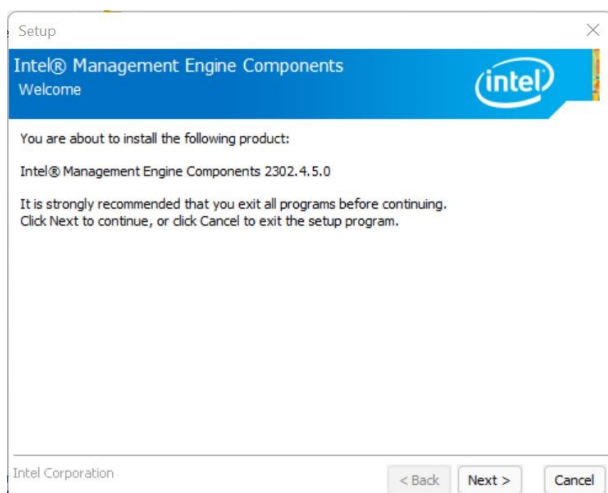 Setup
Intel® Management Engine Components
Welcome
intel
You are about to install the following product:
Intel® Management Engine Components 2302.4.5.0
It is strongly recommended that you exit all programs before continuing.
Click Next to continue, or click Cancel to exit the setup program.
Intel Corporation
< Back Next > Cancel